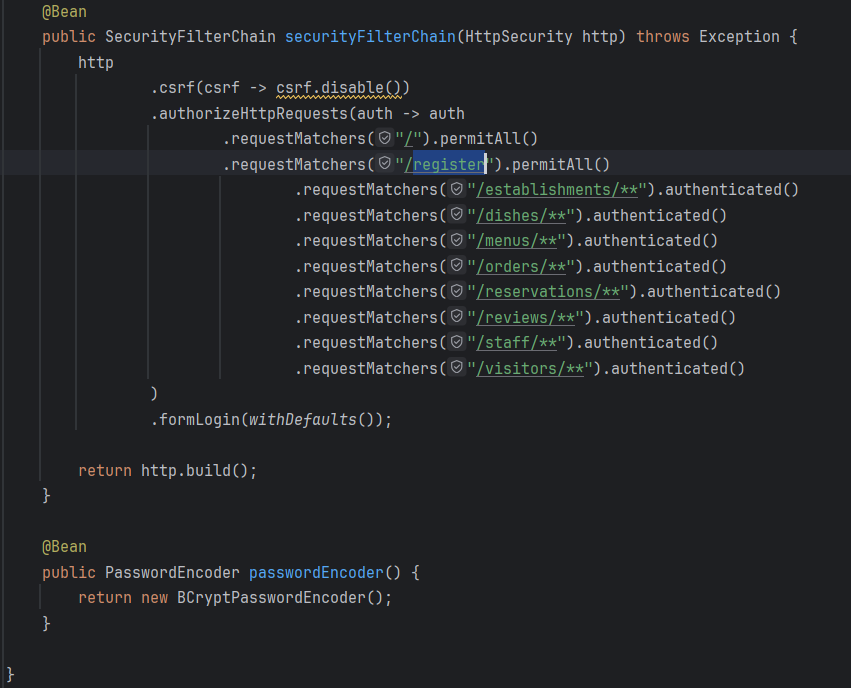 @Bean
public SecurityFilterChain securityFilterChain(HttpSecurity http) throws Exception {
http
.csrf(csrf -> csrf.disable())
.authorizeHttpRequests(auth -> auth
.requestMatchers("/").permitAll()
.requestMatchers("/register").permitAll()
.requestMatchers("/establishments/**").authenticated()
.requestMatchers("/dishes/**").authenticated()
.requestMatchers("/menus/**").authenticated()
.requestMatchers("/orders/**").authenticated()
.requestMatchers("/reservations/**").authenticated()
.requestMatchers("/reviews/**").authenticated()
.requestMatchers("/staff/**").authenticated()
.requestMatchers("/visitors/**").authenticated()
)
.formLogin(withDefaults());
return http.build();
}
@Bean
public PasswordEncoder passwordEncoder() {
return new BCryptPasswordEncoder();
}
}